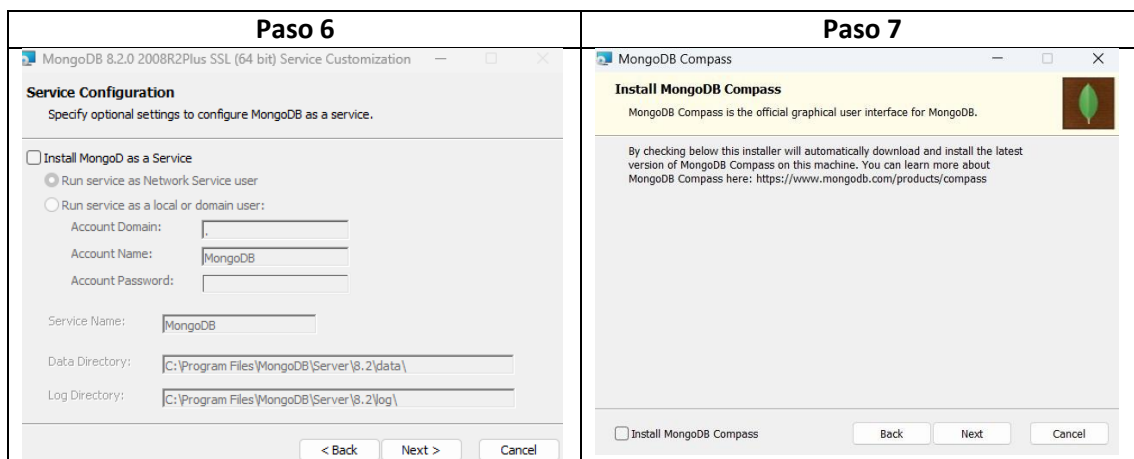 Paso 6
MongoDB 8.2.0 2008R2Plus SSL (64 bit) Service Customization
Service Configuration
Specify optional settings to configure MongoDB as a service.
Install MongoD as a Service
Run service as Network Service user
Run service as a local or domain user:
Account Domain:
.
Account Name:
MongoDB
Account Password:
Service Name:
MongoDB
Data Directory:
C:\Program Files\MongoDB\Server\8.2\data\
Log Directory:
C:\Program Files\MongoDB\Server\8.2\log\
< Back
Next >
Cancel
Paso 7
MongoDB Compass
Install MongoDB Compass
MongoDB Compass is the official graphical user interface for MongoDB.
By checking below this installer will automatically download and install the latest
version of MongoDB Compass on this machine. You can learn more about
MongoDB Compass here: https://www.mongodb.com/products/compass
Install MongoDB Compass
Back
Next
Cancel